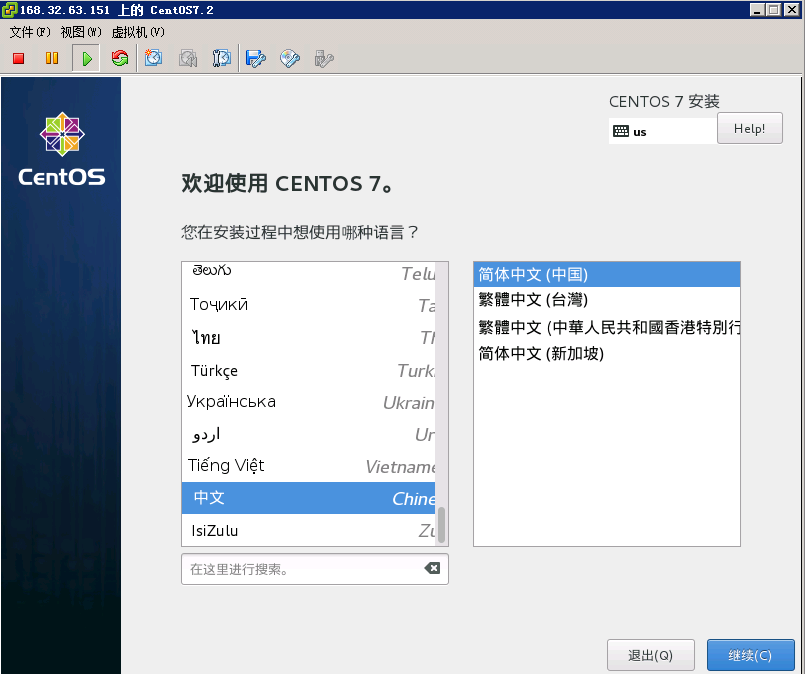 168.32.63.151 上的 CentOS7.2
文件(F) 视图(W) 虚拟机(V)
CentOS
CENTOS 7 安装
us
Help!
欢迎使用 CENTOS 7。
您在安装过程中想使用哪种语言？
తెలుగు Telu
Тоҷикӣ Ta
ไทย Th
Türkçe Turk
Українська Ukrain
اردو Ur
Tiếng Việt Vietname
中文 Chine
IsiZulu Zu
在这里进行搜索。
简体中文 (中国)
繁體中文 (台灣)
繁體中文 (中華人民共和國香港特別行
简体中文 (新加坡)
退出(Q)
继续(C)